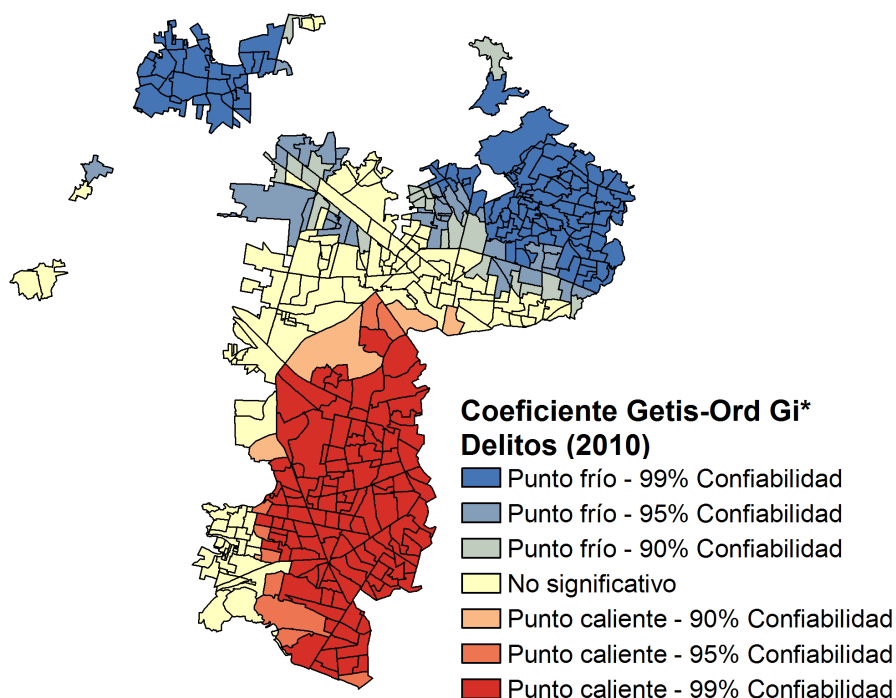 Coeficiente Getis-Ord Gi*
Delitos (2010)
Punto frío - 99% Confiabilidad
Punto frío - 95% Confiabilidad
Punto frío - 90% Confiabilidad
No significativo
Punto caliente - 90% Confiabilidad
Punto caliente - 95% Confiabilidad
Punto caliente - 99% Confiabilidad